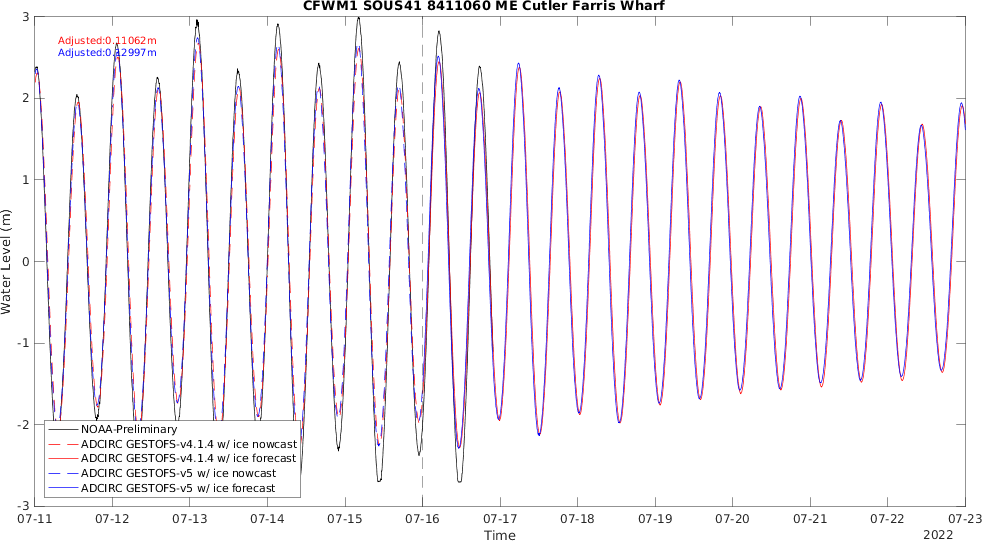 CFWM1 SOUS41 8411060 ME Cutler Farris Wharf
Adjusted:0.11062m
Adjusted:0.12997m
Water Level (m)
3
2
1
0
-1
-2
-3
NOAA-Preliminary
ADCIRC GESTOFS-v4.1.4 w/ ice nowcast
ADCIRC GESTOFS-v4.1.4 w/ ice forecast
ADCIRC GESTOFS-v5 w/ ice nowcast
ADCIRC GESTOFS-v5 w/ ice forecast
07-11 07-12 07-13 07-14 07-15 07-16 07-17 07-18 07-19 07-20 07-21 07-22 07-23
Time
2022